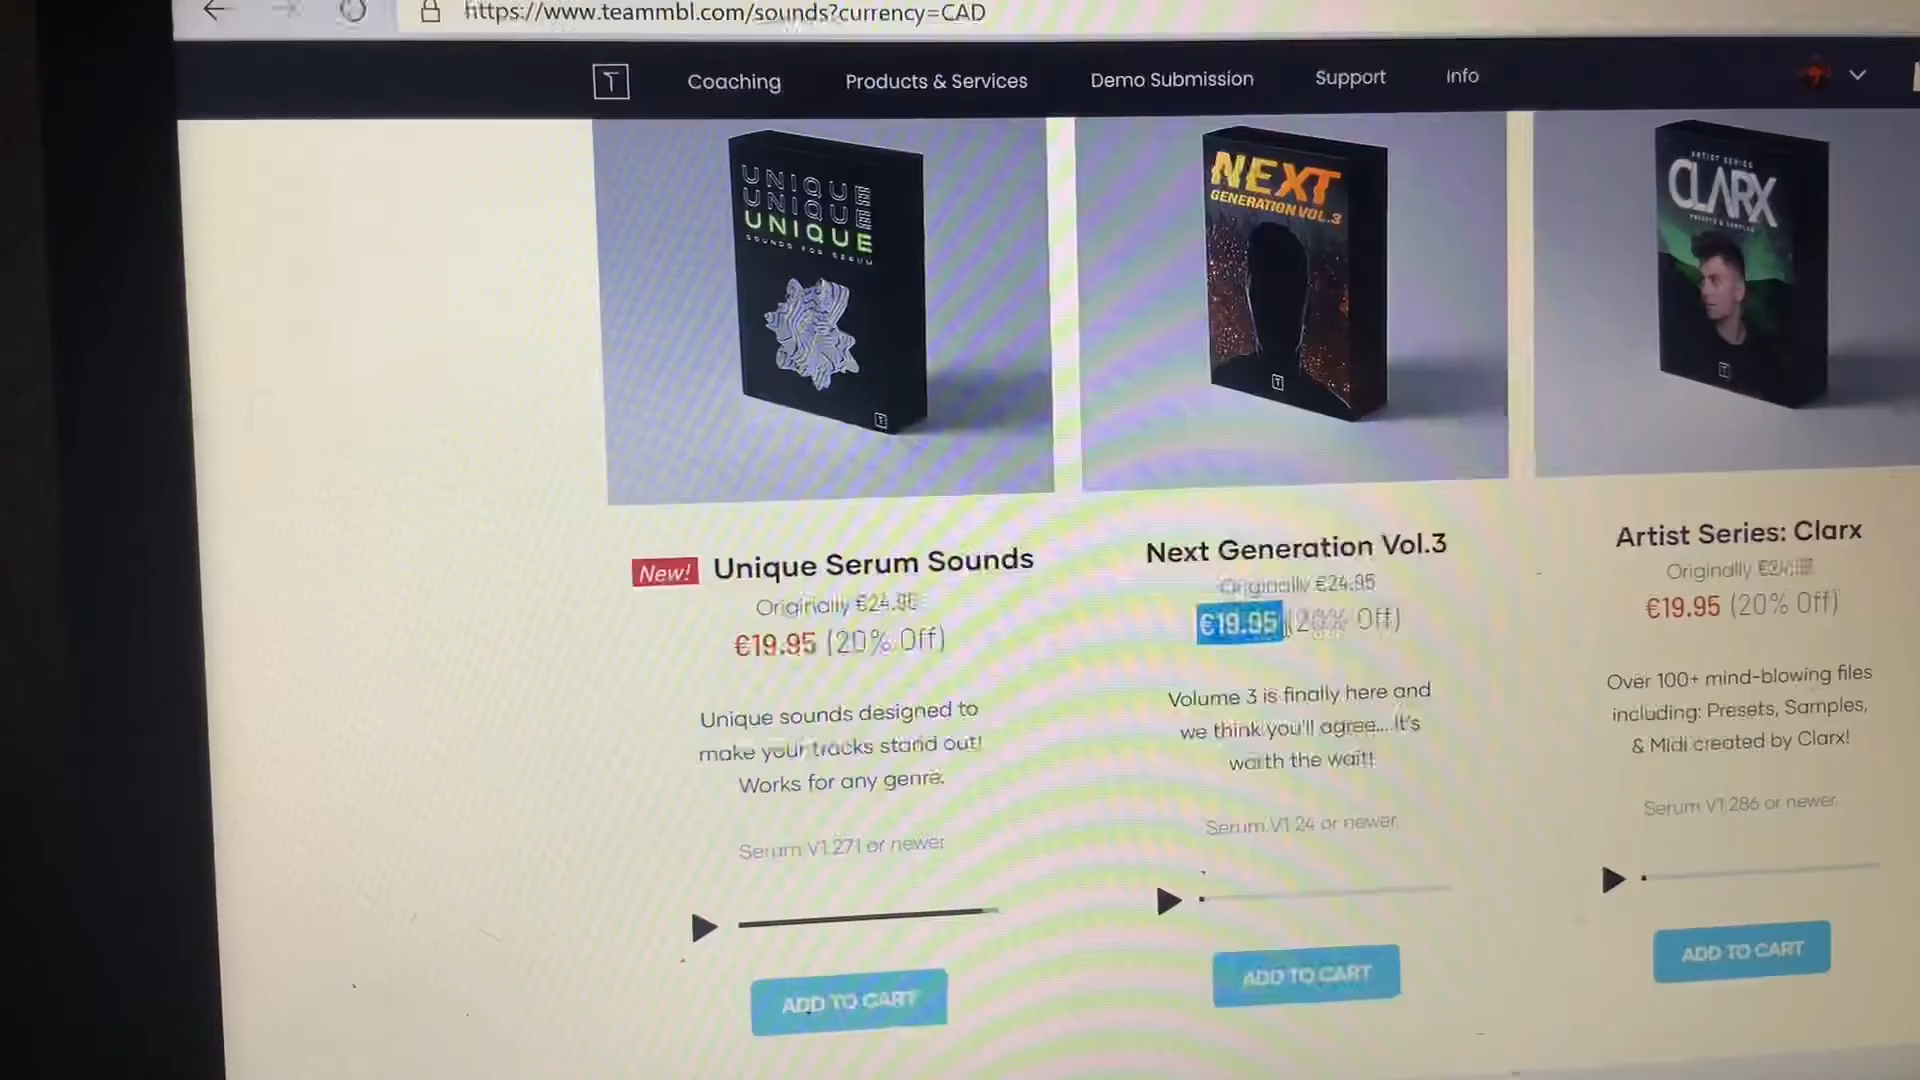 https://www.teammbl.com/sounds?currency=CAD
T Coaching Products & Services Demo Submission Support Info
UNIQUE
UNIQUE
UNIQUE
SOUNDS FOR SERUM
NEXT
GENERATION VOL.3
ARTIST SERIES
CLARX
PRESETS & SAMPLES
New! Unique Serum Sounds
Originally €24.95
€19.95 (20% Off)
Unique sounds designed to
make your tracks stand out!
Works for any genre.
Serum V1.271 or newer
ADD TO CART
Next Generation Vol.3
Originally €24.95
€19.95 (20% Off)
Volume 3 is finally here and
we think you'll agree....It's
worth the wait!
Serum V1.24 or newer
ADD TO CART
Artist Series: Clarx
Originally
€19.95 (20% Off)
Over 100+ mind-blowing files
including: Presets, Samples,
& Midi created by Clarx!
Serum V1.286 or newer
ADD TO CART